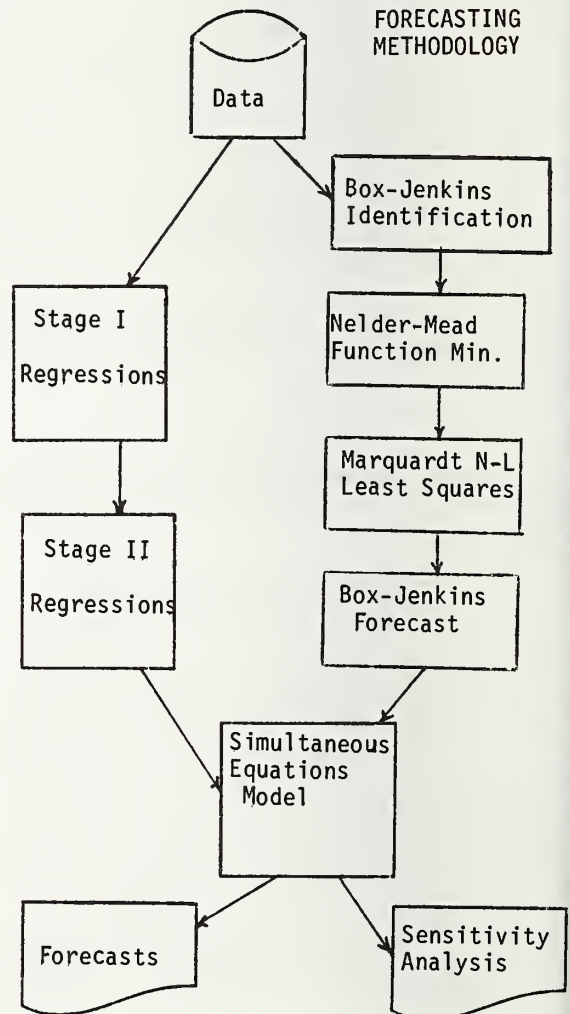 FORECASTING
METHODOLOGY
Data
Box-Jenkins
Identification
Stage I
Regressions
Nelder-Mead
Function Min.
Marquardt N-L
Least Squares
Stage II
Regressions
Box-Jenkins
Forecast
Simultaneous
Equations
Model
Forecasts
Sensitivity
Analysis